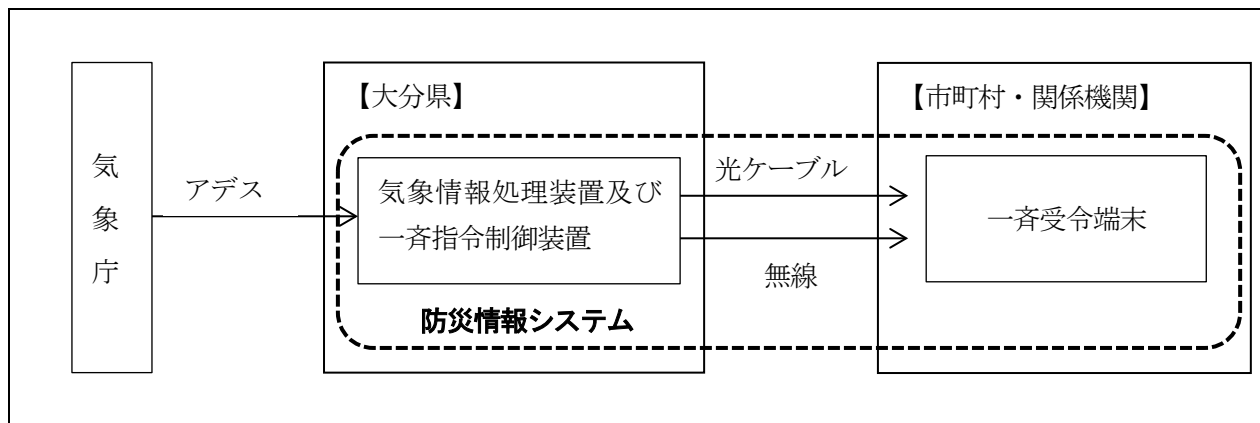 気象庁
アデス
【大分県】
気象情報処理装置及び
一斉指令制御装置
防災情報システム
光ケーブル
無線
【市町村・関係機関】
一斉受令端末